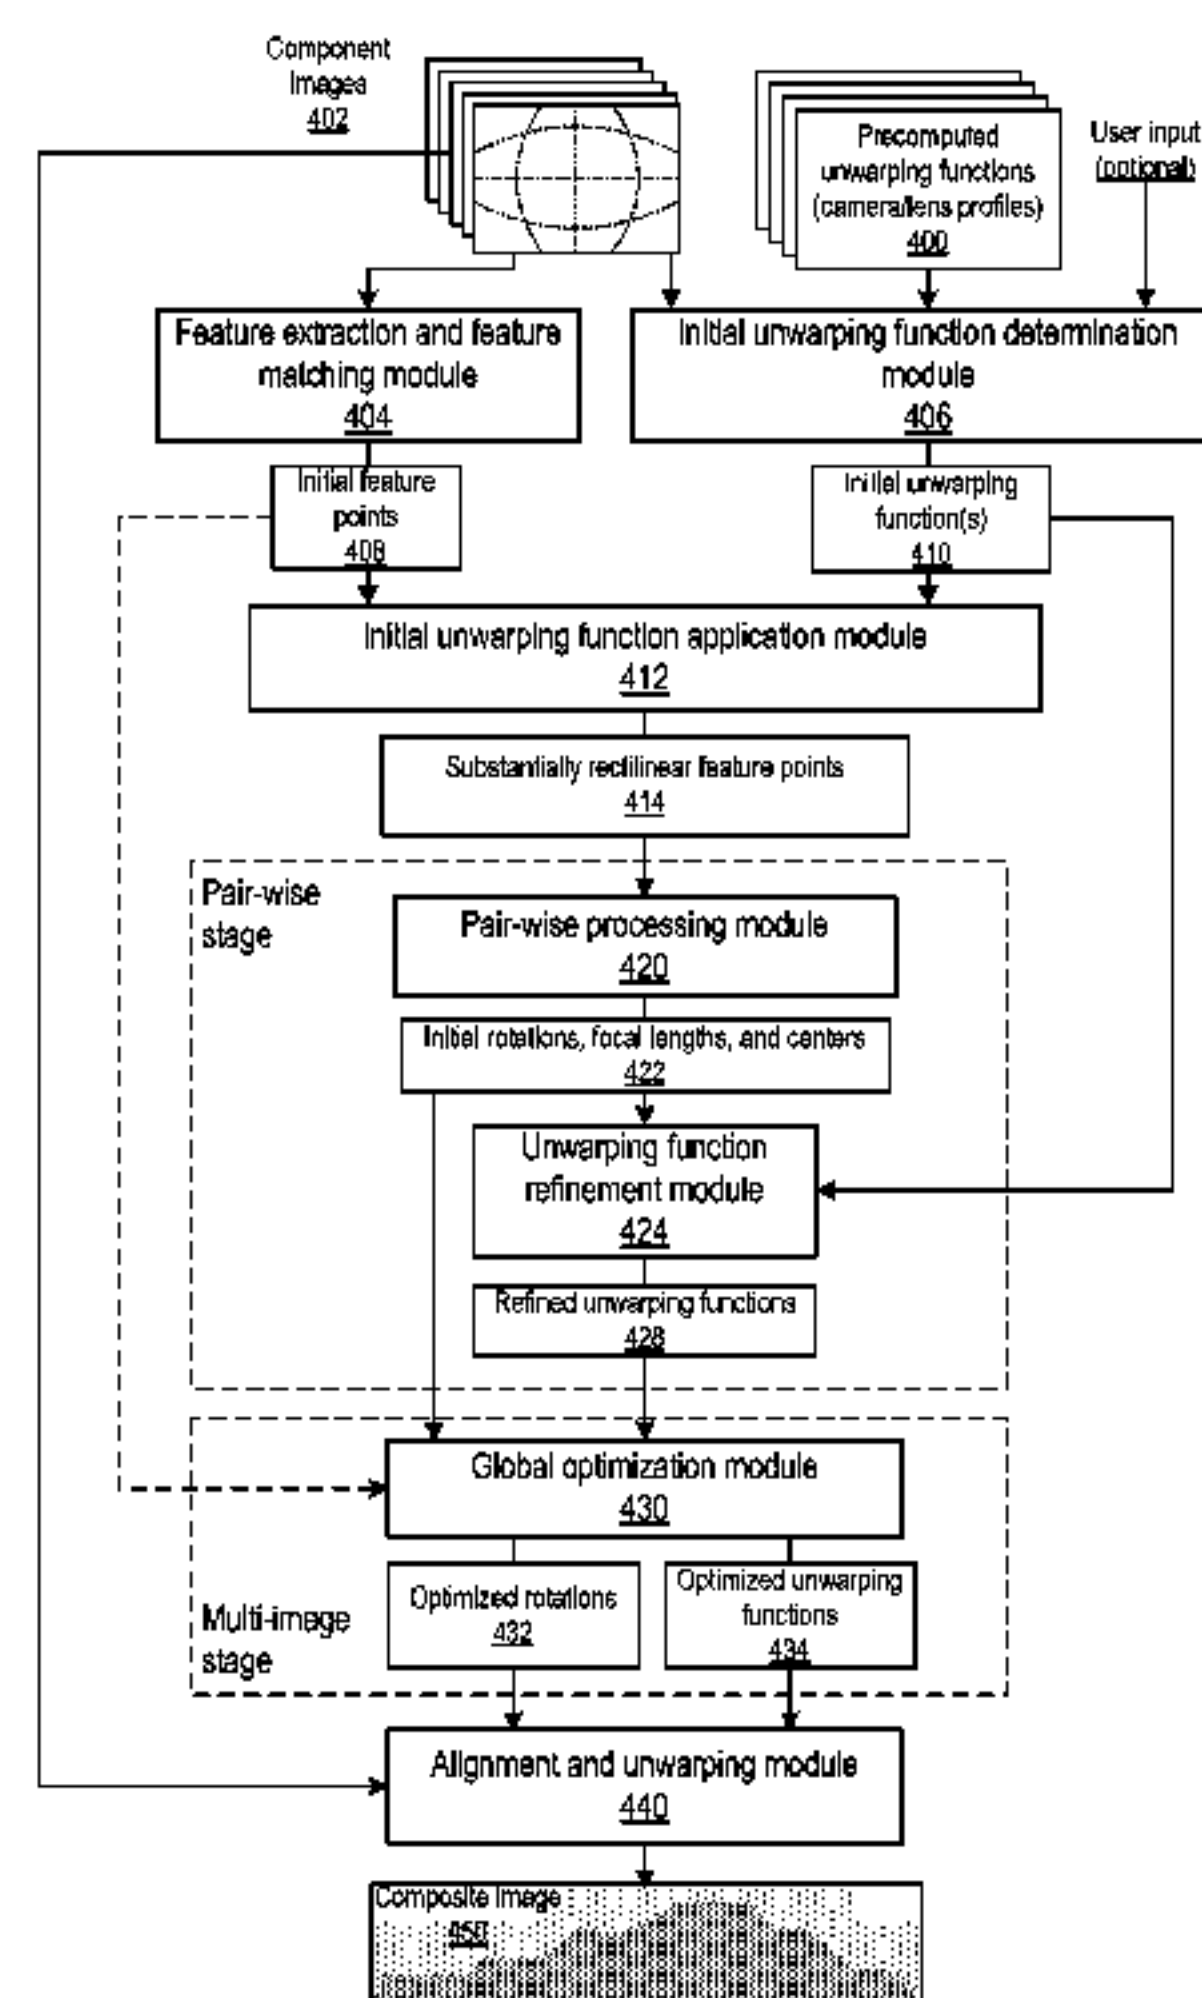 Component
Images
402
Precomputed
unwarping functions
(camera/lens profiles)
400
User input
(optional)
Feature extraction and feature
matching module
404
Initial unwarping function determination
module
406
Initial feature
points
408
Initial unwarping
function(s)
410
Initial unwarping function application module
412
Substantially rectilinear feature points
414
Pair-wise
stage
Pair-wise processing module
420
Initial rotations, focal lengths, and centers
422
Unwarping function
refinement module
424
Refined unwarping functions
428
Global optimization module
430
Multi-image
stage
Optimized rotations
432
Optimized unwarping
functions
434
Alignment and unwarping module
440
Composite Image
450